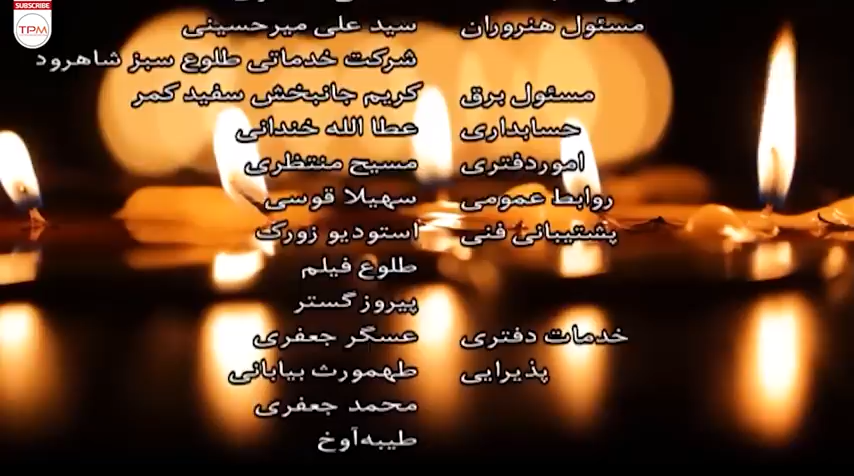 SUBSCRIBE
TPM
مسئول هنروران سید علی میرحسینی
شرکت خدماتی طلوع سبز شاهرود
مسئول برق کریم جانبخش سفید کمر
حسابداری عطا الله خندانی
اموردفتری مسیح منتظری
روابط عمومی سهیلا قوسی
پشتیبانی فنی استودیو زورک
طلوع فیلم
پیروزگستر
خدمات دفتری عسگر جعفری
پذیرایی طهمورث بیابانی
محمد جعفری
طیبه‌آوخ